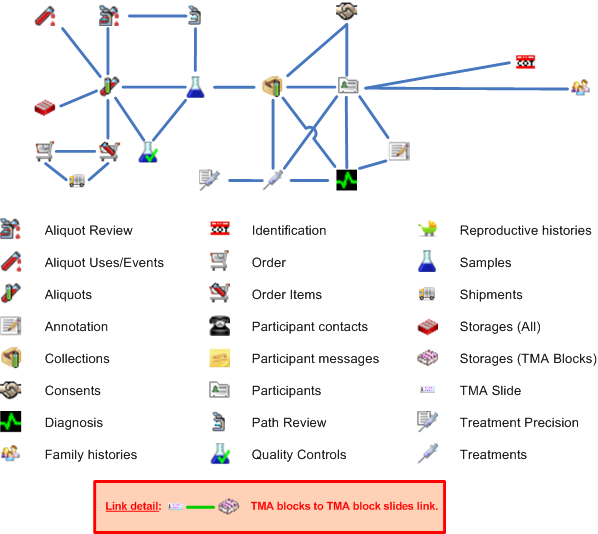 Aliquot Review Identification Reproductive histories
Aliquot Uses/Events Order Samples
Aliquots Order Items Shipments
Annotation Participant contacts Storages (All)
Collections Participant messages Storages (TMA Blocks)
Consents Participants TMA Slide
Diagnosis Path Review Treatment Precision
Family histories Quality Controls Treatments
Link detail: TMA blocks to TMA block slides link.